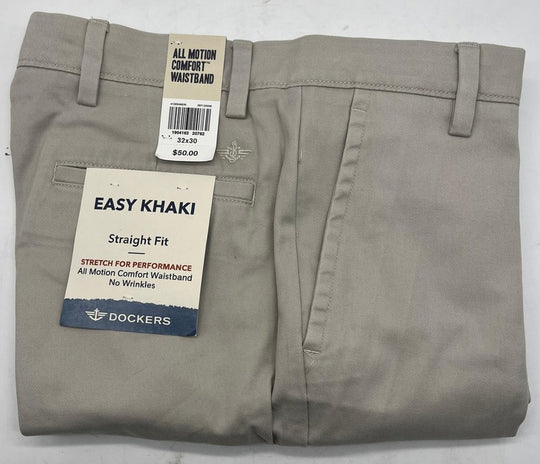 ALL MOTION
COMFORT™
WAISTBAND
32x30
$50.00
EASY KHAKI
Straight Fit
STRETCH FOR PERFORMANCE
All Motion Comfort Waistband
No Wrinkles
DOCKERS